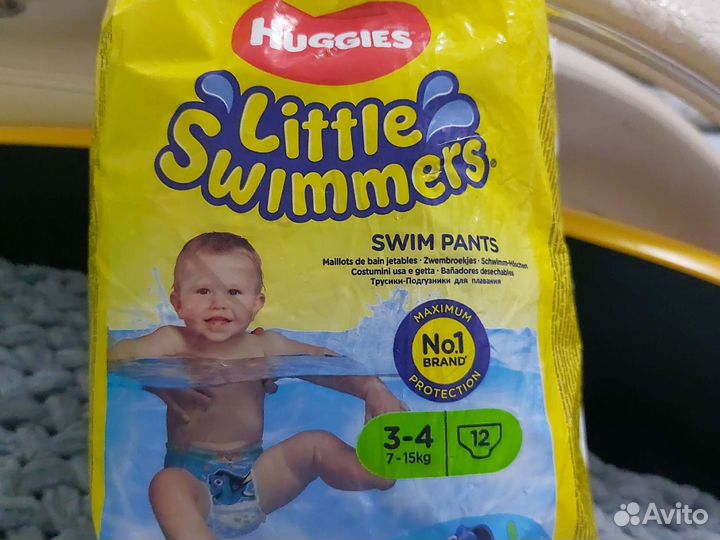 HUGGIES
Little
Swimmers®
SWIM PANTS
Maillots de bain jetables · Zwembroekjes · Schwimm-Höschen
Costumini usa e getta · Bañadores desechables
Трусики-Подгузники для плавания
MAXIMUM
No.1
BRAND*
PROTECTION
3-4
7-15kg
12
Avito